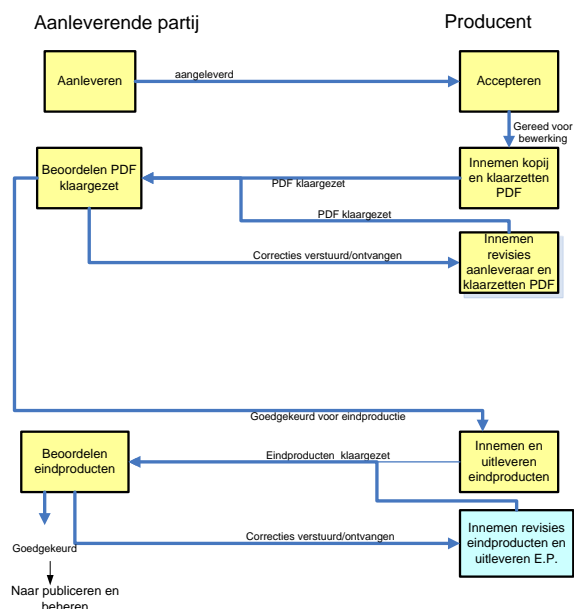 Aanleverende partij
Producent
Aanleveren
aangeleverd
Accepteren
Gereed voor
bewerking
Beoordelen PDF
klaargezet
PDF klaargezet
Innemen kopij
en klaarzetten
PDF
PDF klaargezet
Correcties verstuurd/ontvangen
Innemen
revisies
aanleveraar en
klaarzetten PDF
Goedgekeurd voor eindproductie
Beoordelen
eindproducten
Eindproducten klaargezet
Innemen en
uitleveren
eindproducten
Goedgekeurd
Correcties verstuurd/ontvangen
Innemen revisies
eindproducten en
uitleveren E.P.
Naar publiceren en
beheren